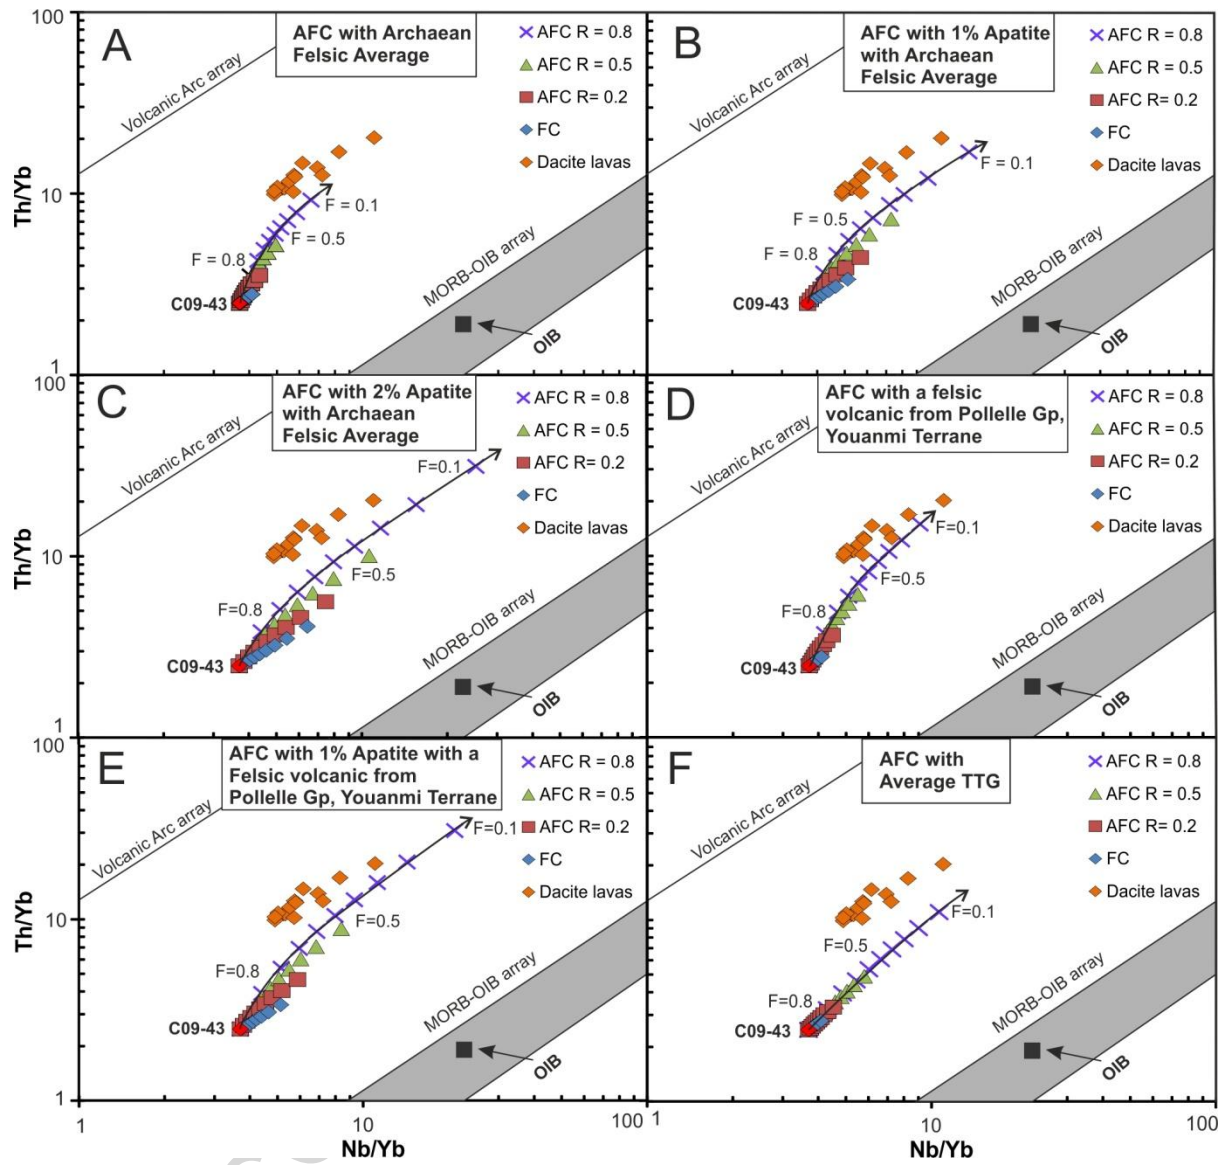 A
AFC with Archaean
Felsic Average
AFC R = 0.8
AFC R = 0.5
AFC R= 0.2
FC
Dacite lavas
Volcanic Arc array
F = 0.1
F = 0.5
F = 0.8
C09-43
MORB-OIB array
OIB
100
10
1
Th/Yb
B
AFC with 1% Apatite
with Archaean
Felsic Average
AFC R = 0.8
AFC R = 0.5
AFC R= 0.2
FC
Dacite lavas
Volcanic Arc array
F = 0.1
F = 0.5
F = 0.8
C09-43
MORB-OIB array
OIB
C
AFC with 2% Apatite
with Archaean
Felsic Average
AFC R = 0.8
AFC R = 0.5
AFC R= 0.2
FC
Dacite lavas
Volcanic Arc array
F=0.1
F=0.5
F=0.8
C09-43
MORB-OIB array
OIB
100
10
1
Th/Yb
D
AFC with a felsic
volcanic from Pollelle Gp,
Youanmi Terrane
AFC R = 0.8
AFC R = 0.5
AFC R= 0.2
FC
Dacite lavas
Volcanic Arc array
F=0.1
F=0.5
F=0.8
C09-43
MORB-OIB array
OIB
E
AFC with 1% Apatite with a
Felsic volcanic from
Pollelle Gp, Youanmi Terrane
AFC R = 0.8
AFC R = 0.5
AFC R= 0.2
FC
Dacite lavas
Volcanic Arc array
F=0.1
F=0.5
F=0.8
C09-43
MORB-OIB array
OIB
100
10
1
Th/Yb
1
10
100
Nb/Yb
F
AFC with
Average TTG
AFC R = 0.8
AFC R = 0.5
AFC R= 0.2
FC
Dacite lavas
Volcanic Arc array
F=0.1
F=0.5
F=0.8
C09-43
MORB-OIB array
OIB
1
10
100
Nb/Yb